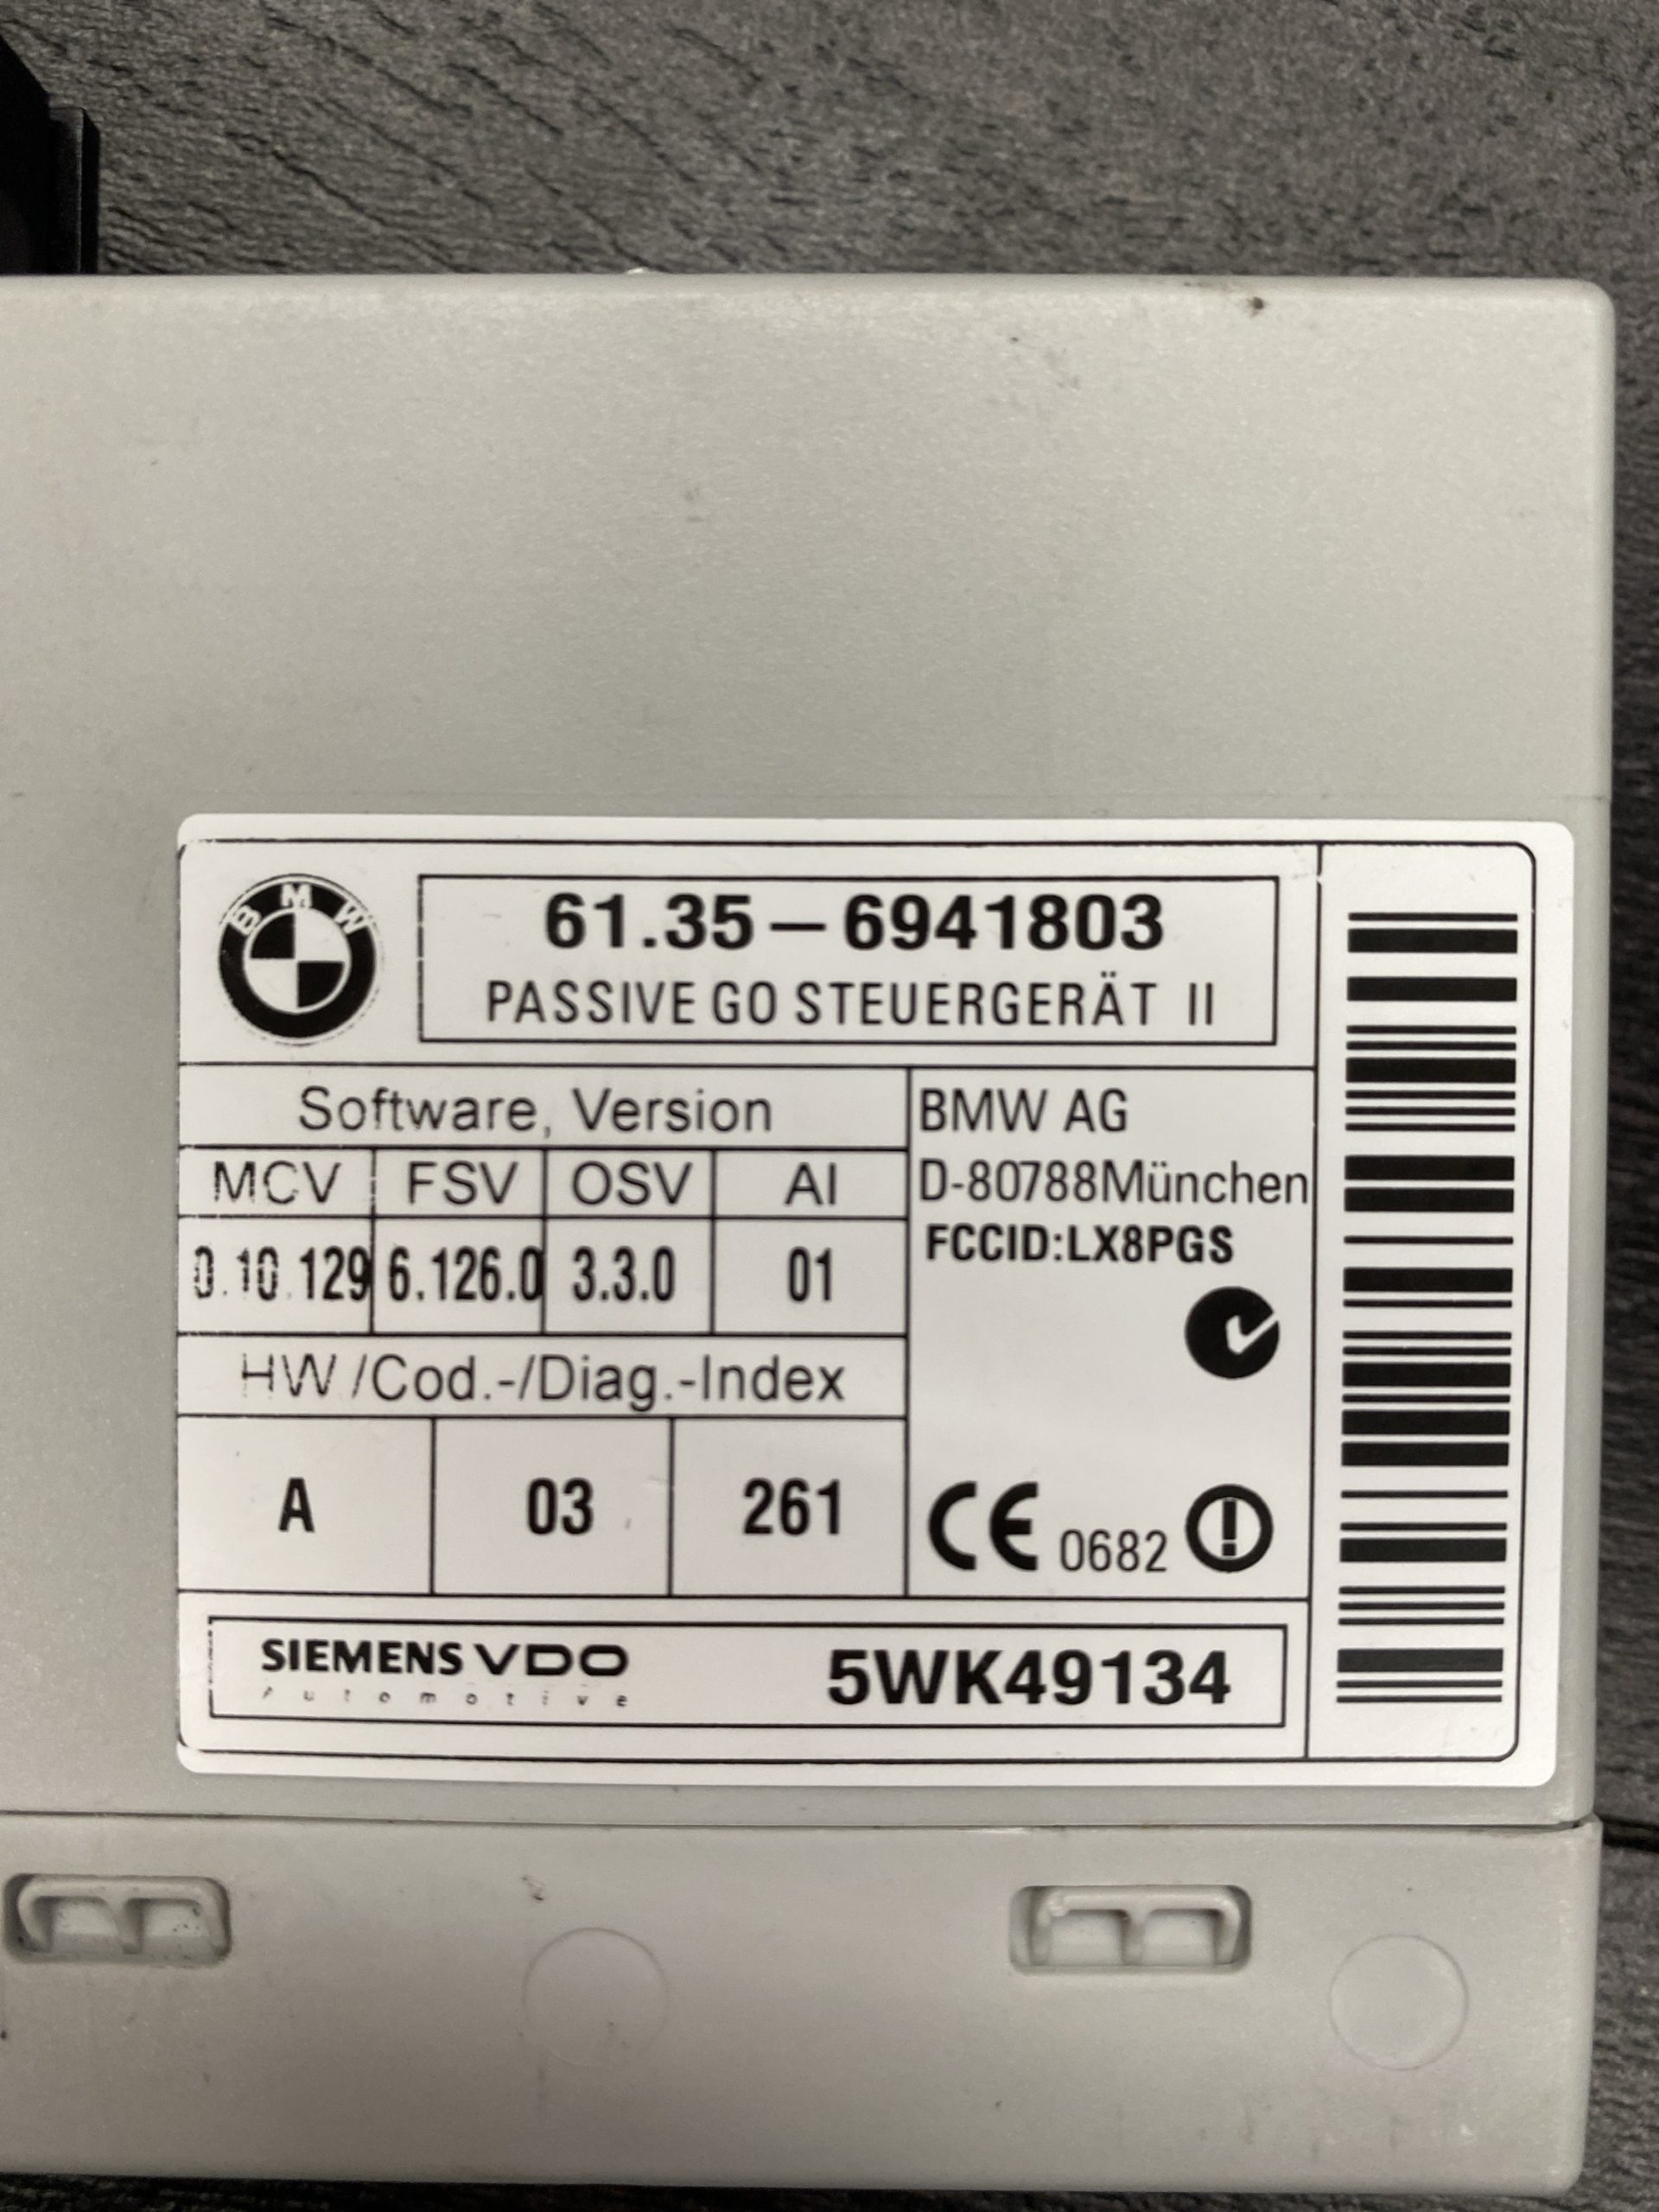 BMW
61.35-6941803
PASSIVE GO STEUERGERÄT II
Software, Version
MCV FSV OSV AI
0.10.129 6.126.0 3.3.0 01
HW/Cod.-/Diag.-Index
A 03 261
BMW AG
D-80788München
FCCID:LX8PGS
CE 0682
SIEMENS VDO
Automotive
5WK49134